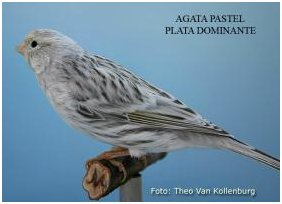 AGATA PASTEL
PLATA DOMINANTE
Foto: Theo Van Kollenburg